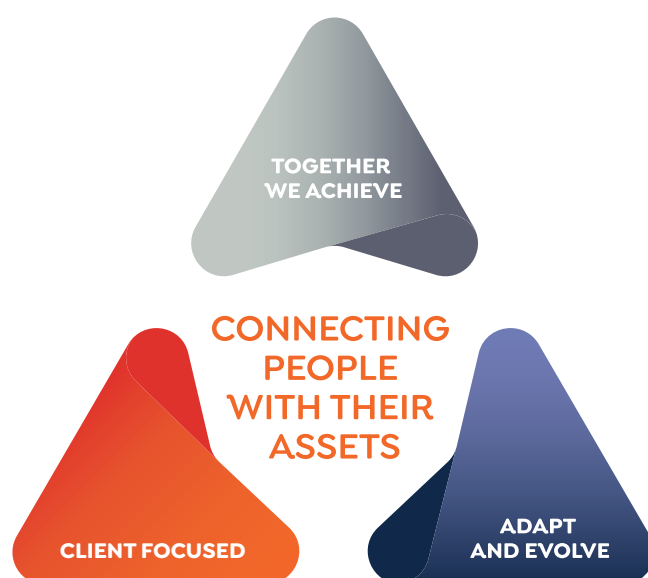 TOGETHER
WE ACHIEVE
CONNECTING
PEOPLE
WITH THEIR
ASSETS
CLIENT FOCUSED
ADAPT
AND EVOLVE